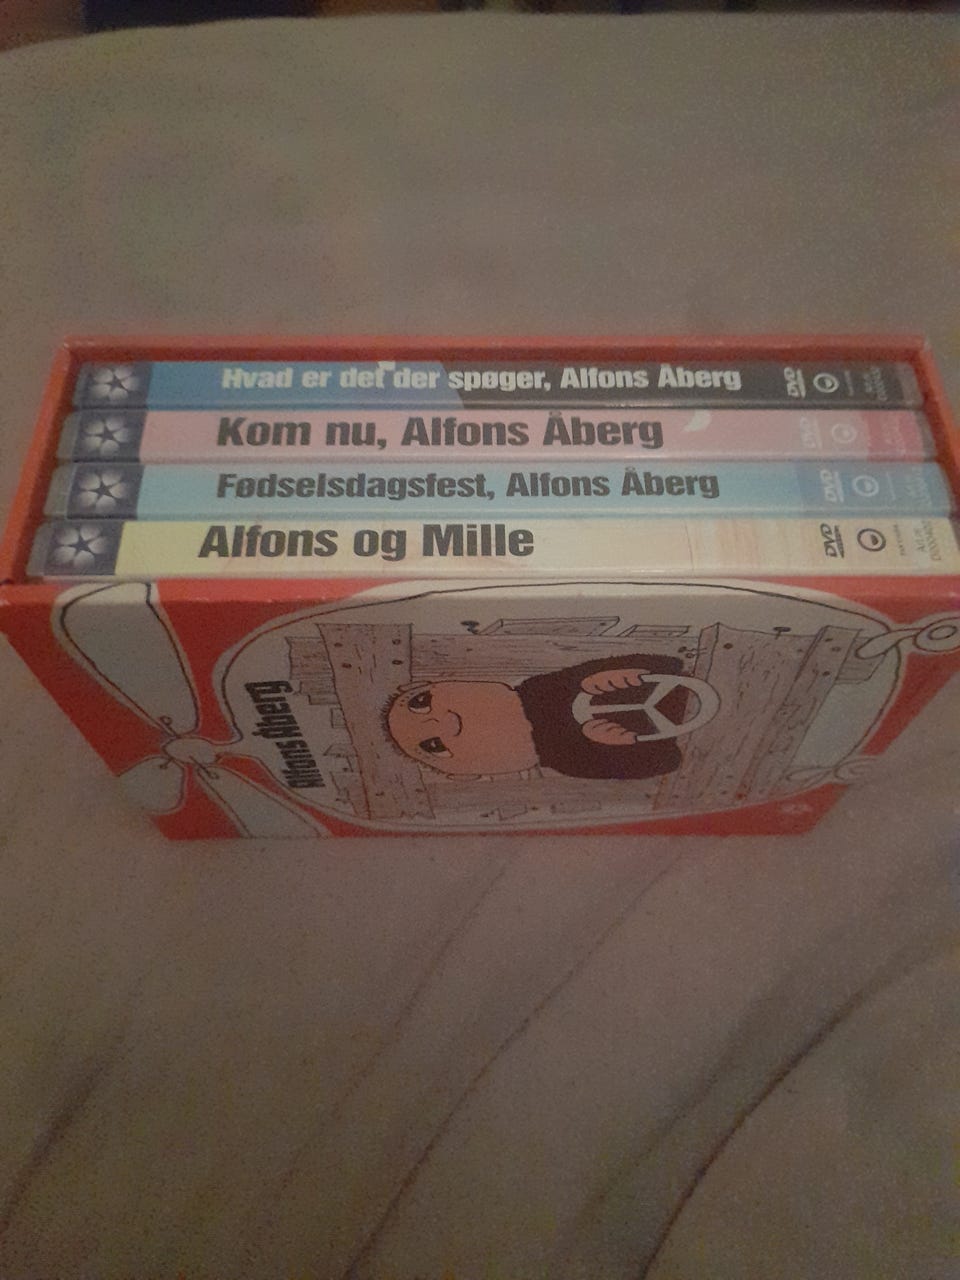 Hvad er det der spøger, Alfons Åberg
DVD
Kom nu, Alfons Åberg
DVD
Fødselsdagsfest, Alfons Åberg
DVD
Alfons og Mille
DVD
Alfons Åberg